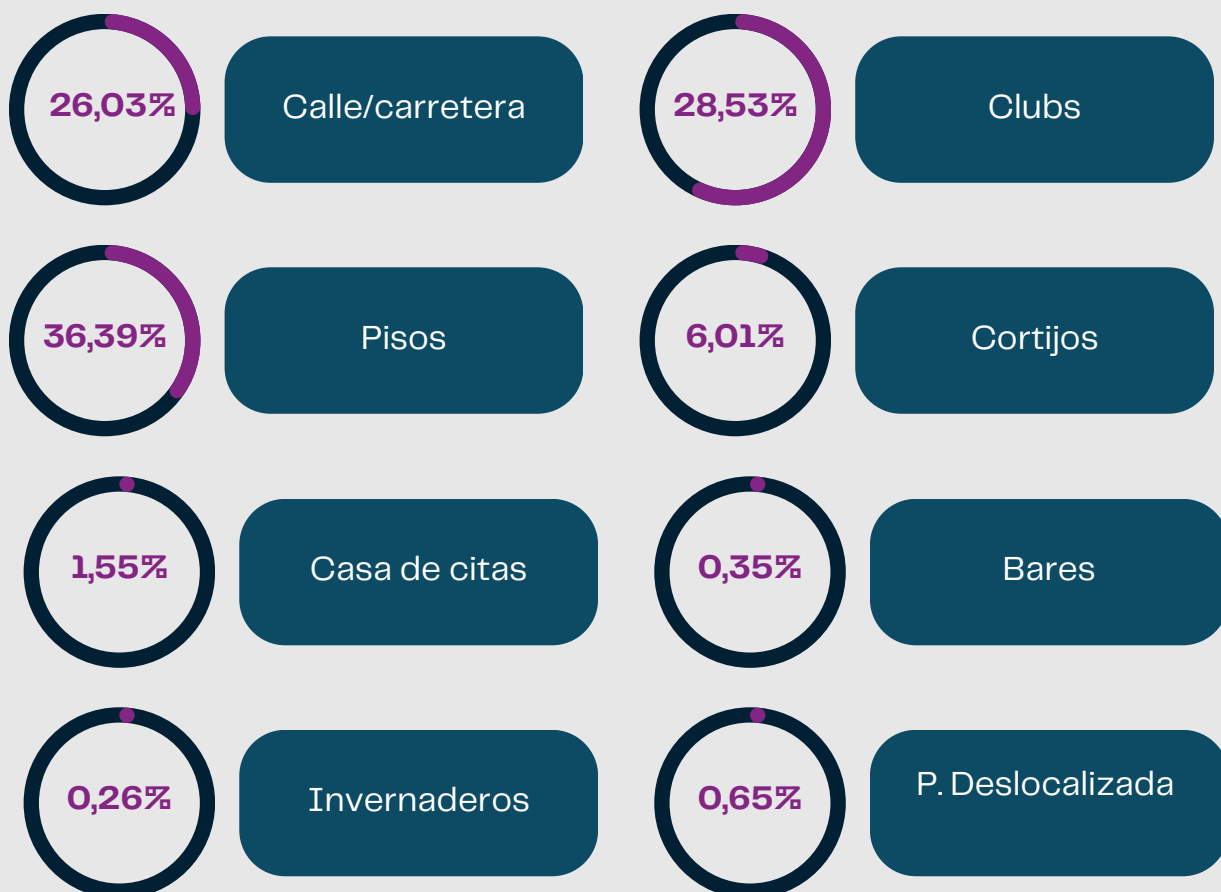 26,03%
Calle/carretera
28,53%
Clubs
36,39%
Pisos
6,01%
Cortijos
1,55%
Casa de citas
0,35%
Bares
0,26%
Invernaderos
0,65%
P. Deslocalizada